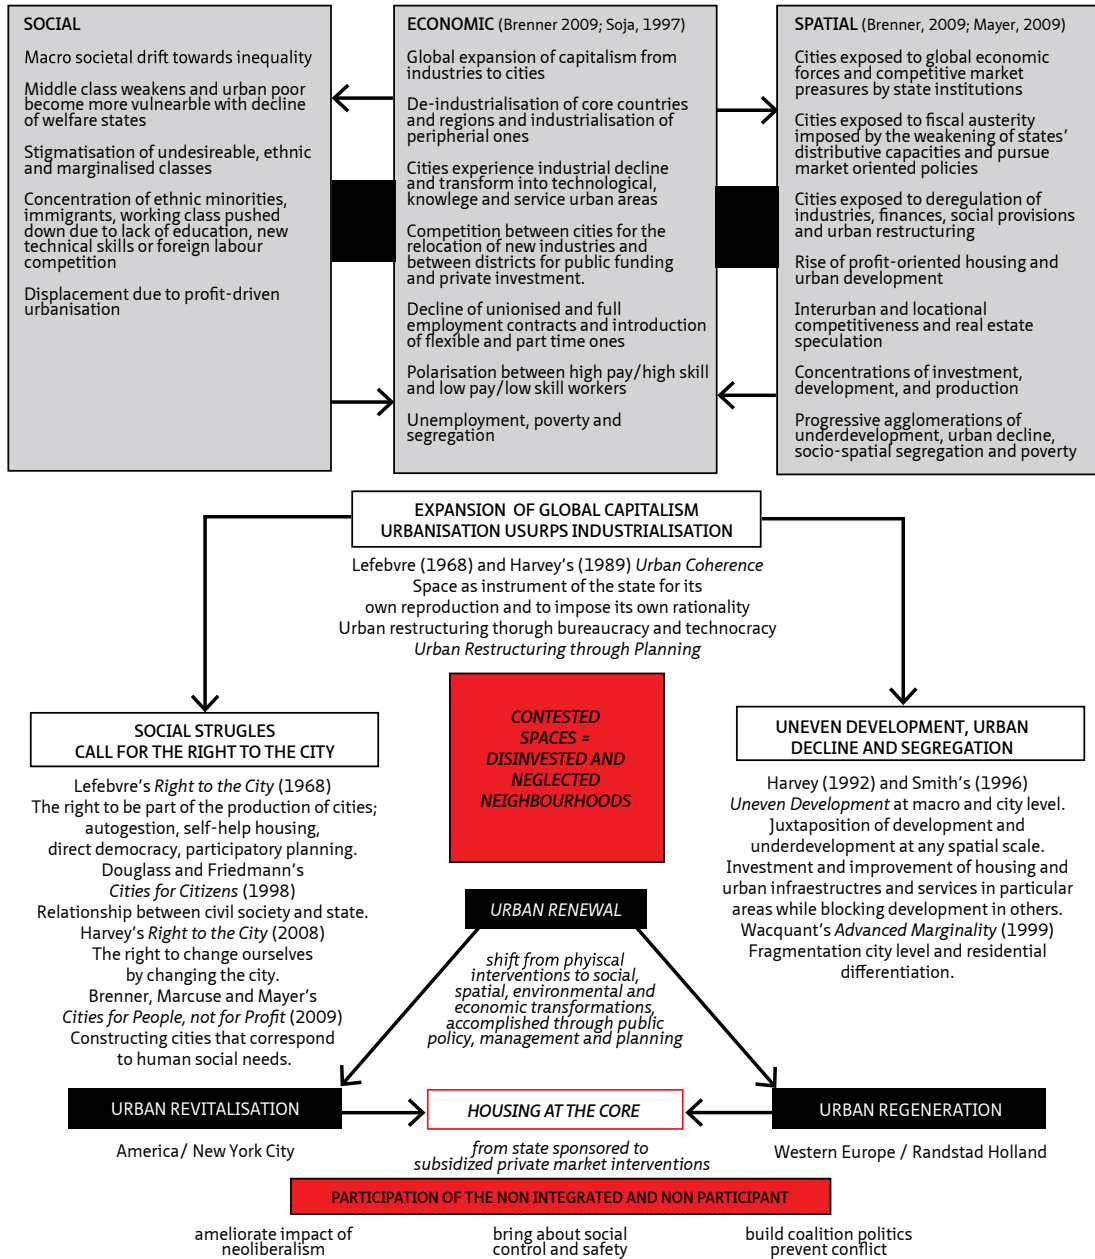 SOCIAL
Macro societal drift towards inequality
Middle class weakens and urban poor
become more vulnearble with decline
of welfare states
Stigmatisation of undesireable, ethnic
and marginalised classes
Concentration of ethnic minorities,
immigrants, working class pushed
down due to lack of education, new
technical skills or foreign labour
competition
Displacement due to profit-driven
urbanisation
ECONOMIC (Brenner 2009; Soja, 1997)
Global expansion of capitalism from
industries to cities
De-industrialisation of core countries
and regions and industrialisation of
peripherial ones
Cities experience industrial decline
and transform into technological,
knowlege and service urban areas
Competition between cities for the
relocation of new industries and
between districts for public funding
and private investment.
Decline of unionised and full
employment contracts and introduction
of flexible and part time ones
Polarisation between high pay/high skill
and low pay/low skill workers
Unemployment, poverty and
segregation
SPATIAL (Brenner, 2009; Mayer, 2009)
Cities exposed to global economic
forces and competitive market
presures by state institutions
Cities exposed to fiscal austerity
imposed by the weakening of states'
distributive capacities and pursue
market oriented policies
Cities exposed to deregulation of
industries, finances, social provisions
and urban restructuring
Rise of profit-oriented housing and
urban development
Interurban and locational
competitiveness and real estate
speculation
Concentrations of investment,
development, and production
Progressive agglomerations of
underdevelopment, urban decline,
socio-spatial segregation and poverty
EXPANSION OF GLOBAL CAPITALISM
URBANISATION USURPS INDUSTRIALISATION
Lefebvre (1968) and Harvey's (1989) Urban Coherence
Space as instrument of the state for its
own reproduction and to impose its own rationality
Urban restructuring thorugh bureaucracy and technocracy
Urban Restructuring through Planning
SOCIAL STRUGLES
CALL FOR THE RIGHT TO THE CITY
Lefebvre's Right to the City (1968)
The right to be part of the production of cities;
autogestion, self-help housing,
direct democracy, participatory planning.
Douglass and Friedmann's
Cities for Citizens (1998)
Relationship between civil society and state.
Harvey's Right to the City (2008)
The right to change ourselves
by changing the city.
Brenner, Marcuse and Mayer's
Cities for People, not for Profit (2009)
Constructing cities that correspond
to human social needs.
CONTESTED
SPACES =
DISINVESTED AND
NEGLECTED
NEIGHBOURHOODS
UNEVEN DEVELOPMENT, URBAN
DECLINE AND SEGREGATION
Harvey (1992) and Smith's (1996)
Uneven Development at macro and city level.
Juxtaposition of development and
underdevelopment at any spatial scale.
Investment and improvement of housing and
urban infraestructres and services in particular
areas while blocking development in others.
Wacquant's Advanced Marginality (1999)
Fragmentation city level and residential
differentiation.
URBAN RENEWAL
shift from phyiscal
interventions to social,
spatial, environmental and
economic transformations,
accomplished through public
policy, management and planning
URBAN REVITALISATION
America/ New York City
HOUSING AT THE CORE
from state sponsored to
subsidized private market interventions
URBAN REGENERATION
Western Europe / Randstad Holland
PARTICIPATION OF THE NON INTEGRATED AND NON PARTICIPANT
ameliorate impact of
neoliberalism
bring about social
control and safety
build coalition politics
prevent conflict